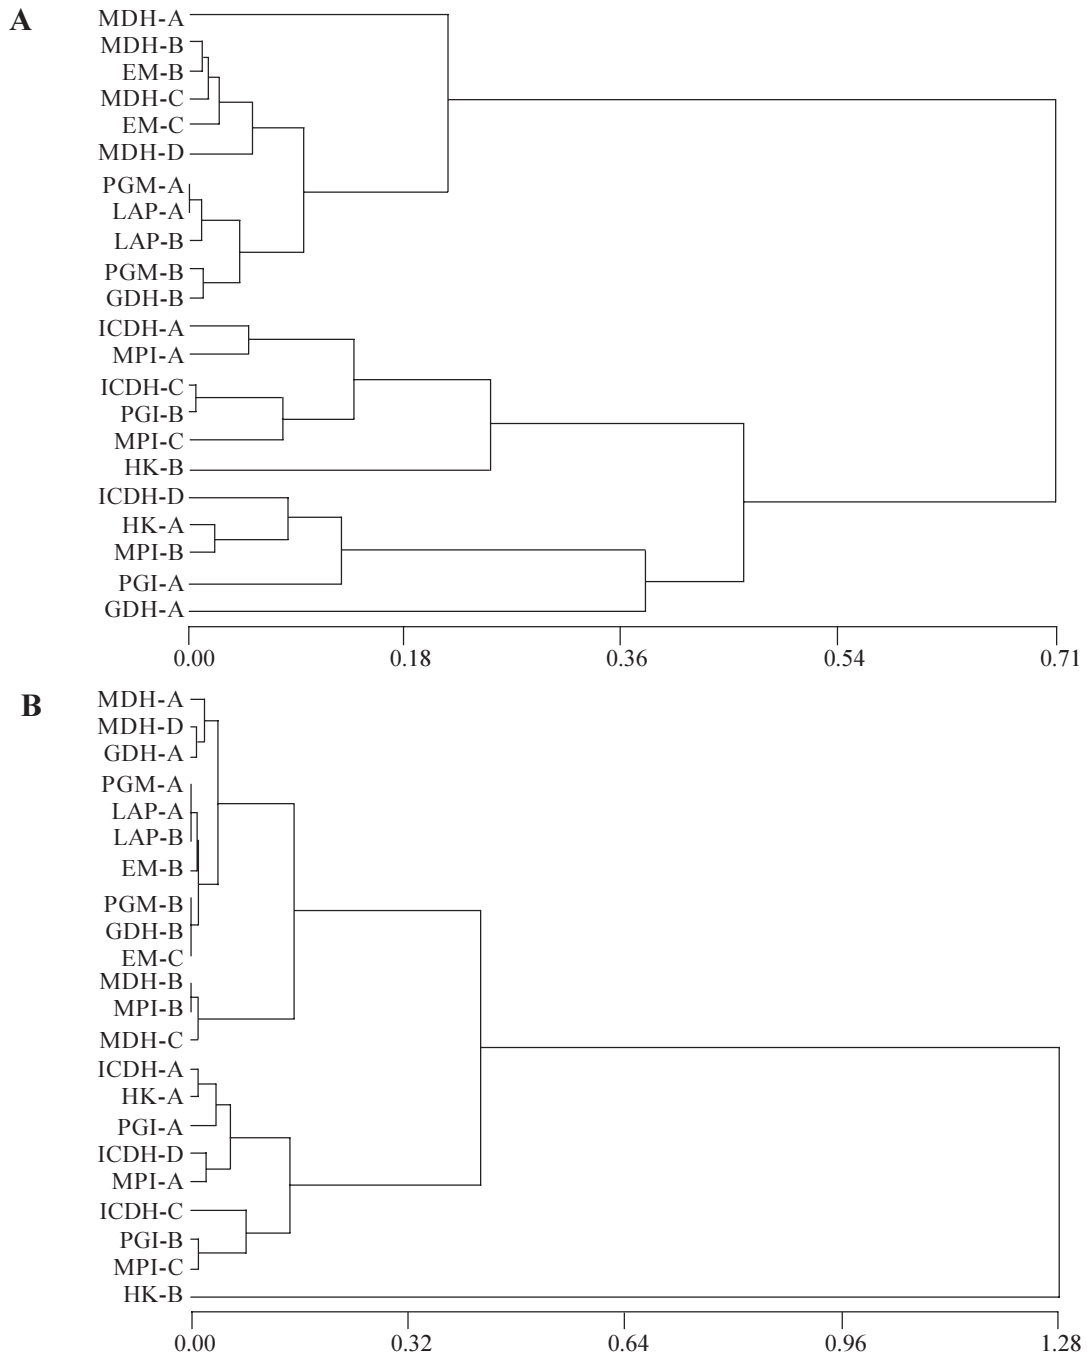 A
MDH-A
MDH-B
EM-B
MDH-C
EM-C
MDH-D
PGM-A
LAP-A
LAP-B
PGM-B
GDH-B
ICDH-A
MPI-A
ICDH-C
PGI-B
MPI-C
HK-B
ICDH-D
HK-A
MPI-B
PGI-A
GDH-A
0.00 0.18 0.36 0.54 0.71
B
MDH-A
MDH-D
GDH-A
PGM-A
LAP-A
LAP-B
EM-B
PGM-B
GDH-B
EM-C
MDH-B
MPI-B
MDH-C
ICDH-A
HK-A
PGI-A
ICDH-D
MPI-A
ICDH-C
PGI-B
MPI-C
HK-B
0.00 0.32 0.64 0.96 1.28